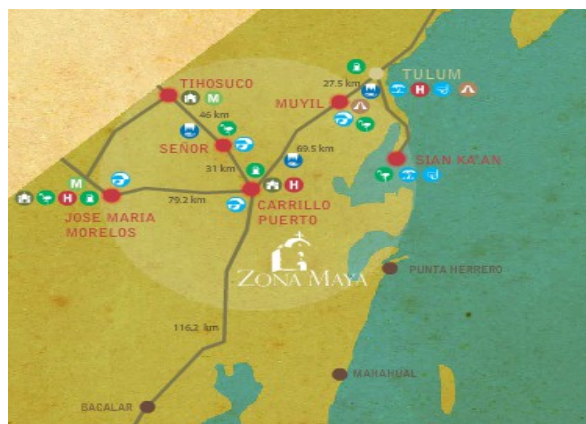 27.5 km
TULUM
TIHOSUCO
M
H
MUYIL
46 km
SEÑOR
69.5 km
SIAN KA'AN
31 km
M
H
H
79.2 km
JOSE MARIA
MORELOS
CARRILLO
PUERTO
ZONA MAYA
PUNTA HERRERO
116.2 km
MAHAHUAL
BACALAR